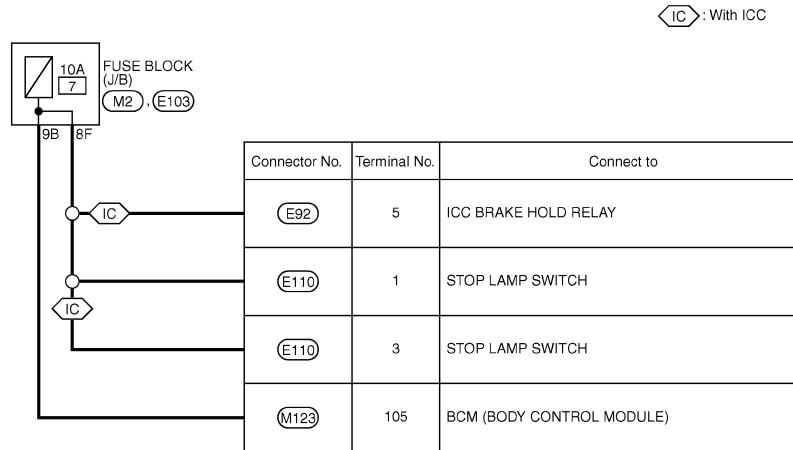 IC : With ICC
10A
7
FUSE BLOCK
(J/B)
M2 , E103
9B 8F
Connector No. Terminal No. Connect to
IC E92 5 ICC BRAKE HOLD RELAY
E110 1 STOP LAMP SWITCH
IC
E110 3 STOP LAMP SWITCH
M123 105 BCM (BODY CONTROL MODULE)